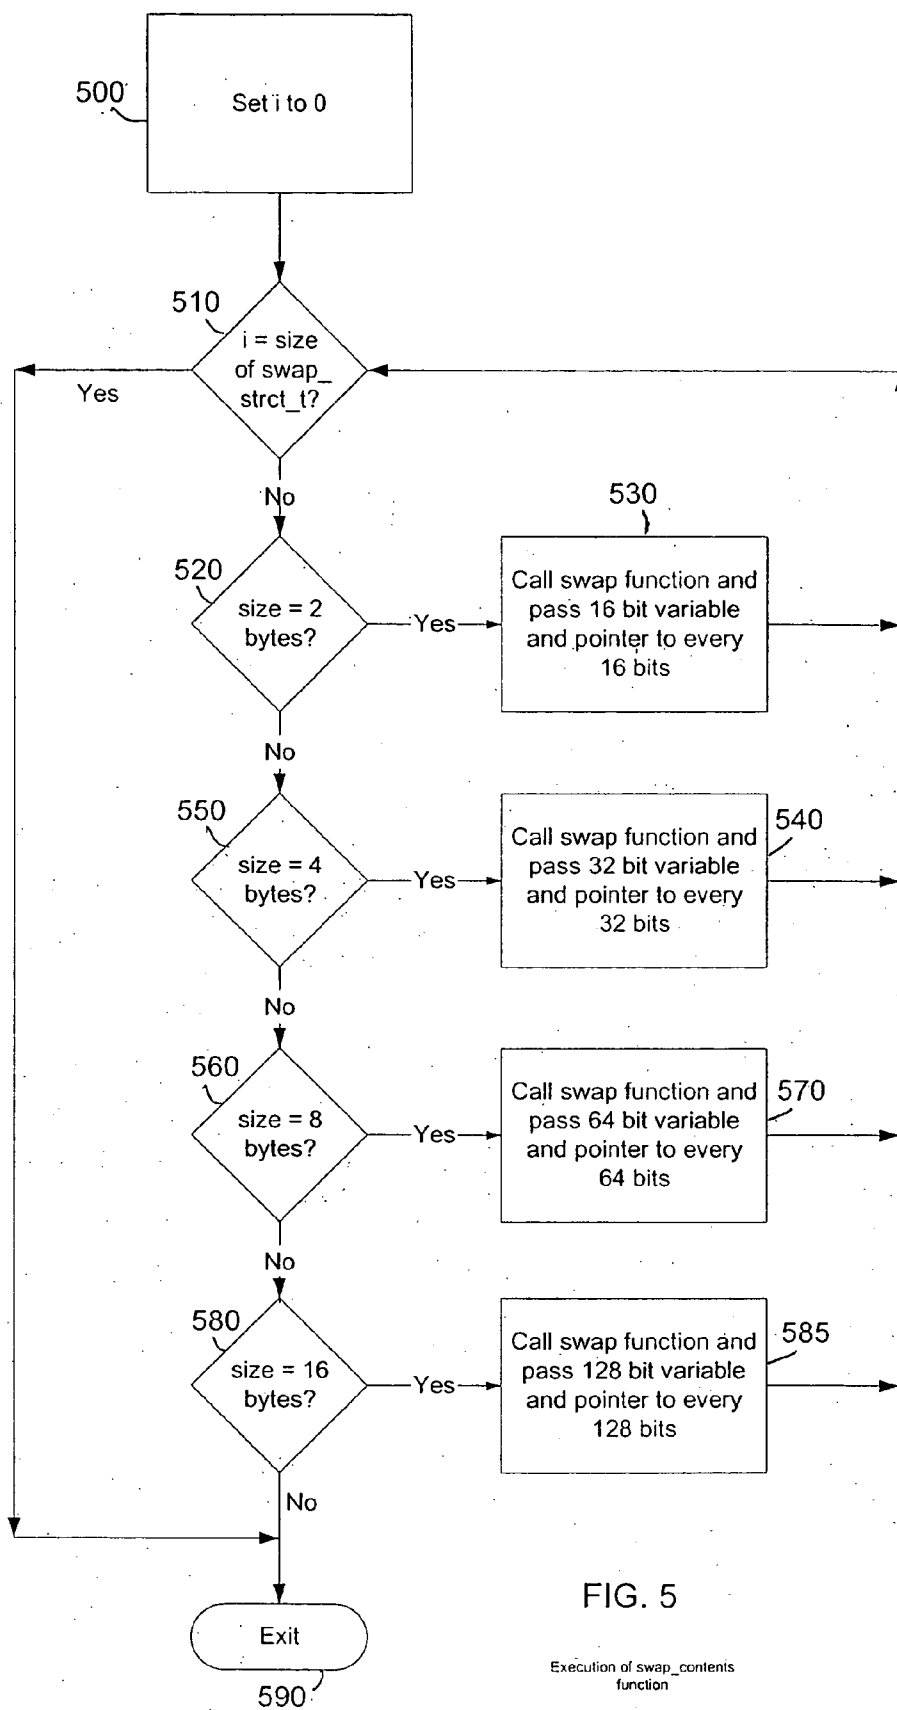 500
Set i to 0
510
i = size
of swap_
strct_t?
Yes
No
530
520
size = 2
bytes?
Yes
Call swap function and
pass 16 bit variable
and pointer to every
16 bits
No
550
size = 4
bytes?
Yes
Call swap function and
pass 32 bit variable
and pointer to every
32 bits
540
No
560
size = 8
bytes?
Yes
Call swap function and
pass 64 bit variable
and pointer to every
64 bits
570
No
580
size = 16
bytes?
Yes
Call swap function and
pass 128 bit variable
and pointer to every
128 bits
585
No
Exit
590
FIG. 5
Execution of swap_contents
function